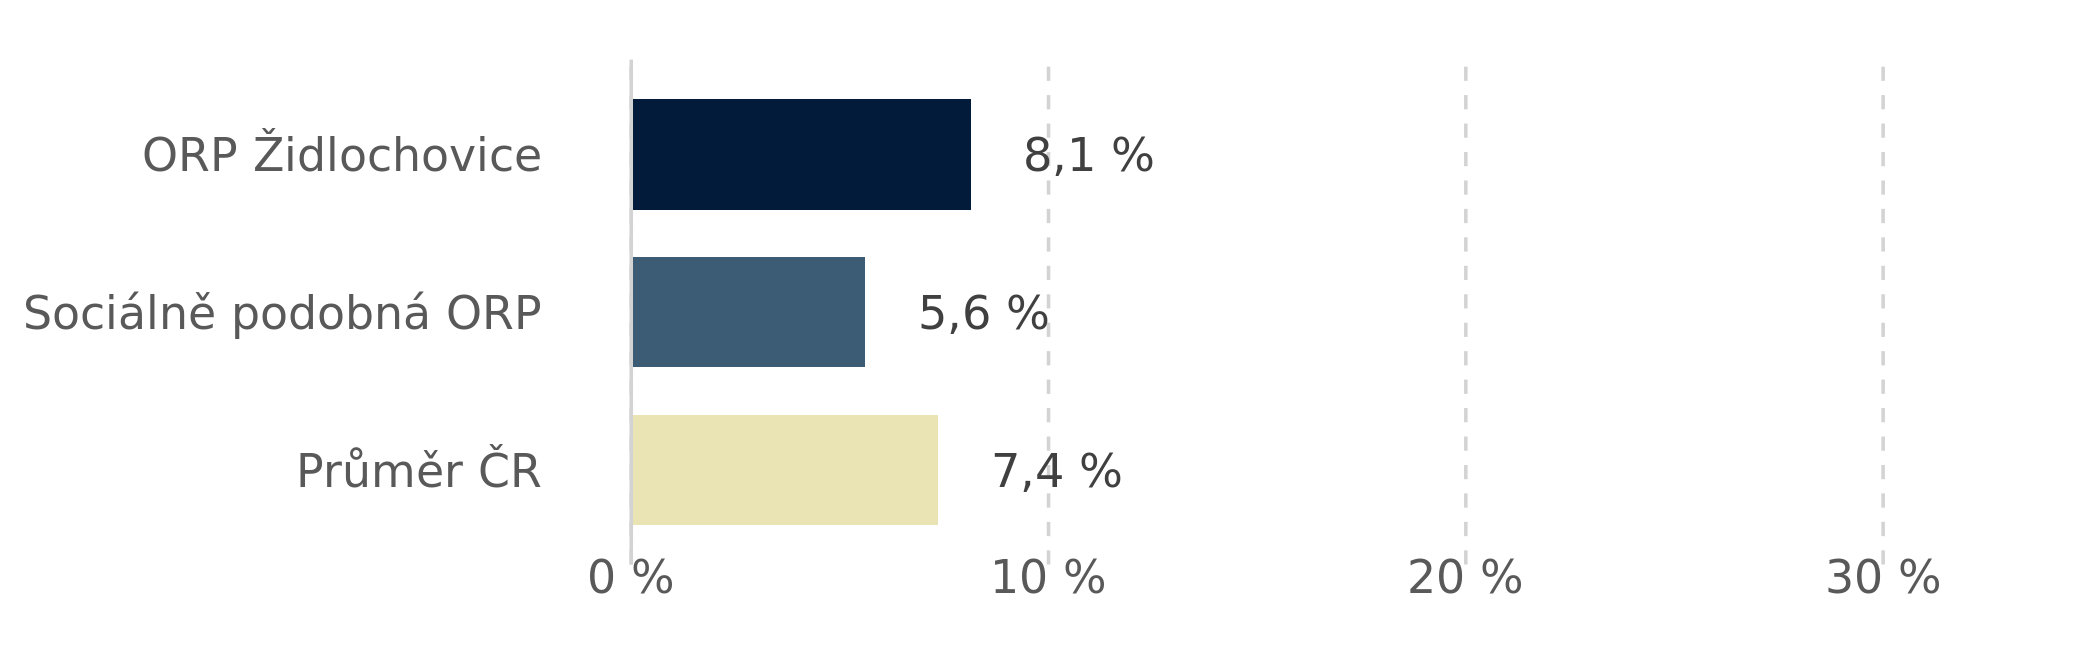 ORP Židlochovice 8,1 %
Sociálně podobná ORP 5,6 %
Průměr ČR 7,4 %
0 % 10 % 20 % 30 %